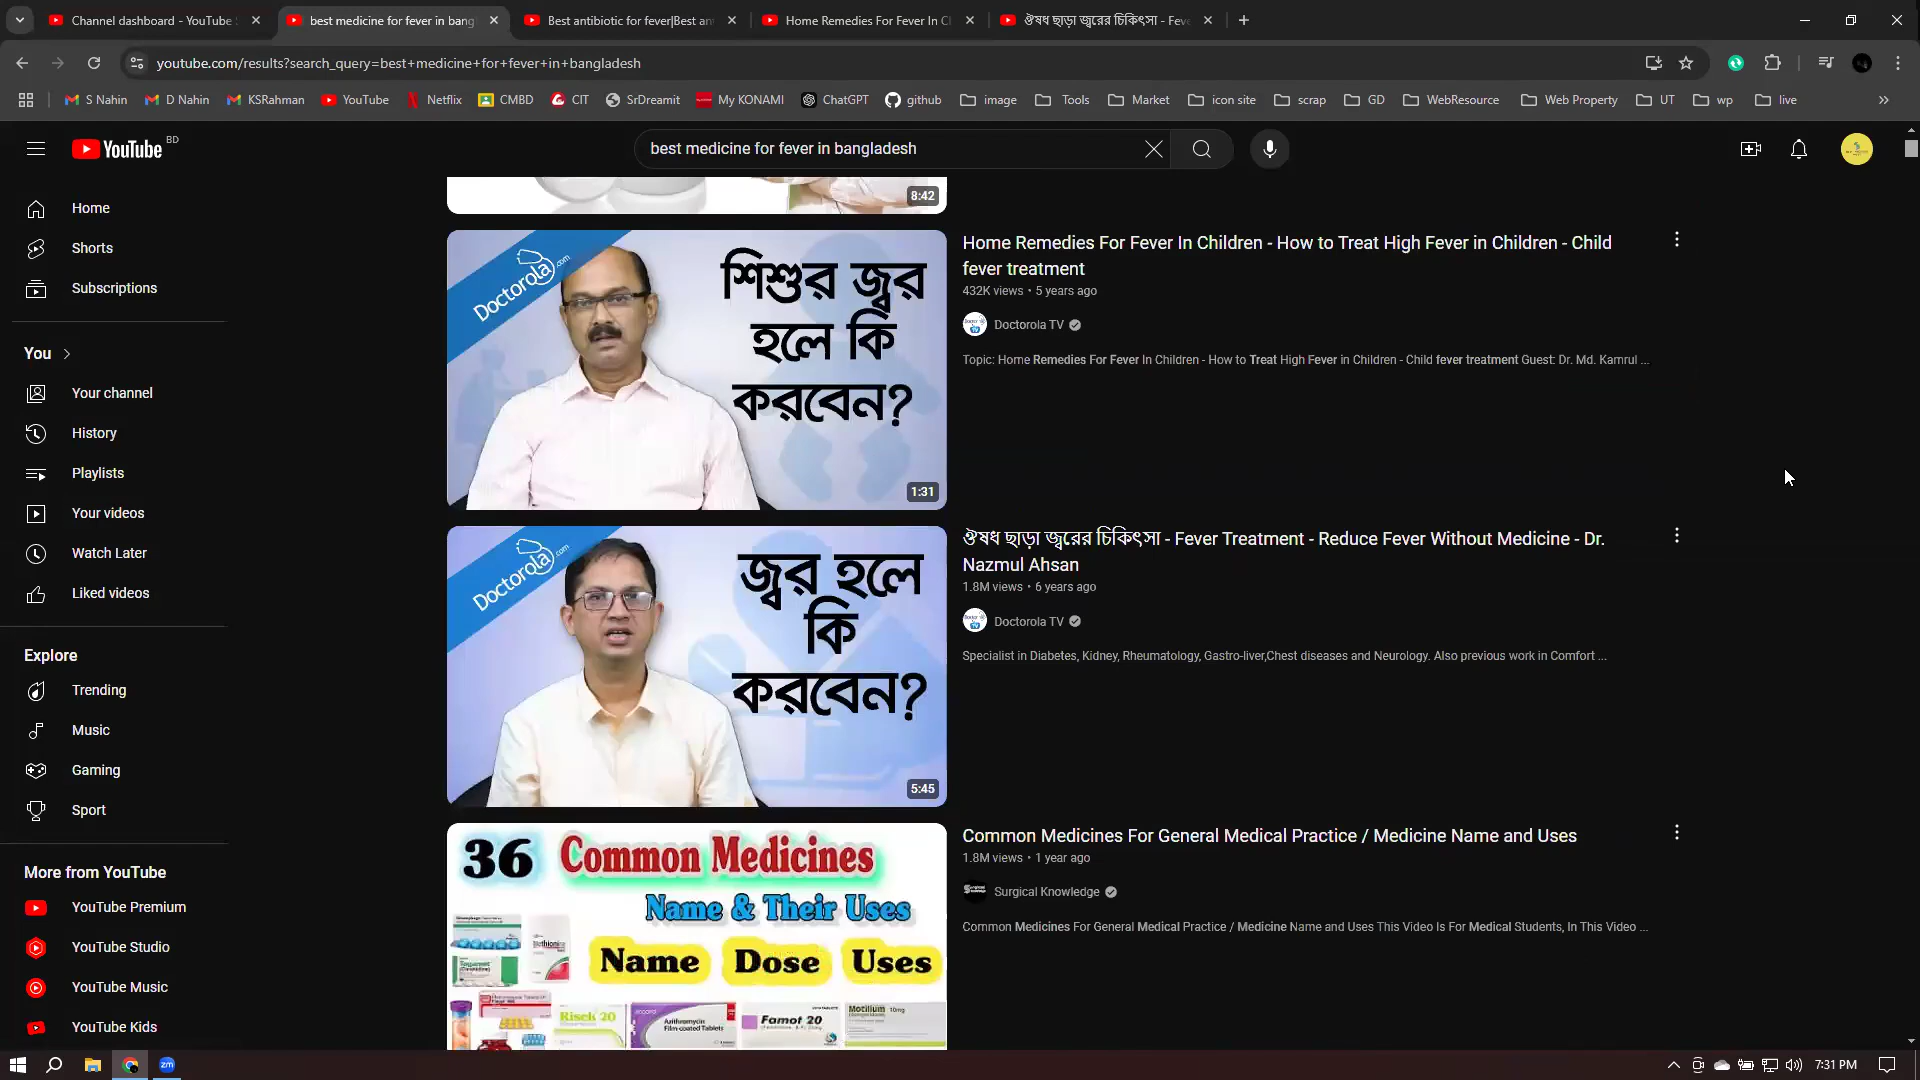 Channel dashboard - YouTube
best medicine for fever in bang
Best antibiotic for fever|Best an
Home Remedies For Fever In C
ঔষধ ছাড়া জ্বরের চিকিৎসা - Feve
youtube.com/results?search_query=best+medicine+for+fever+in+bangladesh
S Nahin
D Nahin
KSRahman
YouTube
Netflix
CMBD
CIT
SrDreamit
My KONAMI
ChatGPT
github
image
Tools
Market
icon site
scrap
GD
WebResource
Web Property
UT
wp
live
YouTube BD
best medicine for fever in bangladesh
Home
Shorts
Subscriptions
You
Your channel
History
Playlists
Your videos
Watch Later
Liked videos
Explore
Trending
Music
Gaming
Sport
More from YouTube
YouTube Premium
YouTube Studio
YouTube Music
YouTube Kids
8:42
Doctorola.com
শিশুর জ্বর
হলে কি
করবেন?
1:31
Home Remedies For Fever In Children - How to Treat High Fever in Children - Child
fever treatment
432K views • 5 years ago
Doctorola TV
Topic: Home Remedies For Fever In Children - How to Treat High Fever in Children - Child fever treatment Guest: Dr. Md. Kamrul ...
Doctorola.com
জ্বর হলে
কি
করবেন?
5:45
ঔষধ ছাড়া জ্বরের চিকিৎসা - Fever Treatment - Reduce Fever Without Medicine - Dr.
Nazmul Ahsan
1.8M views • 6 years ago
Doctorola TV
Specialist in Diabetes, Kidney, Rheumatology, Gastro-liver,Chest diseases and Neurology. Also previous work in Comfort ...
36 Common Medicines
Name & Their Uses
Name Dose Uses
Risek 20
Azithromycin
Film-coated Tablets
Famot 20
Motilium 10mg
Common Medicines For General Medical Practice / Medicine Name and Uses
1.8M views • 1 year ago
Surgical Knowledge
Common Medicines For General Medical Practice / Medicine Name and Uses This Video Is For Medical Students, In This Video ...
zm
7:31 PM